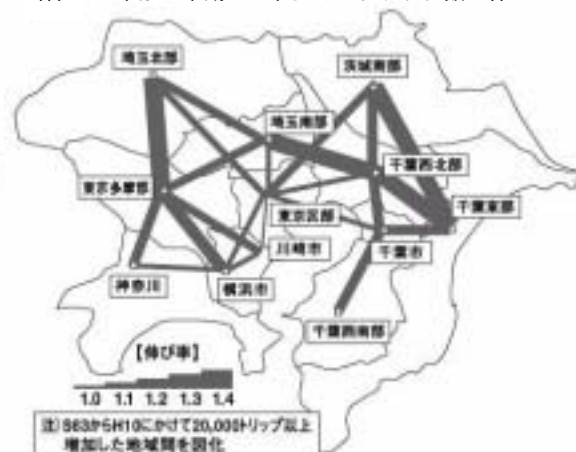 埼玉北部
茨城南部
埼玉南部
千葉西北部
東京多摩部
千葉東部
東京区部
川崎市
千葉市
神奈川
横浜市
千葉西南部
【伸び率】
1.0 1.1 1.2 1.3 1.4
注) S63からH10にかけて20,000トリップ以上
増加した地域間を図化